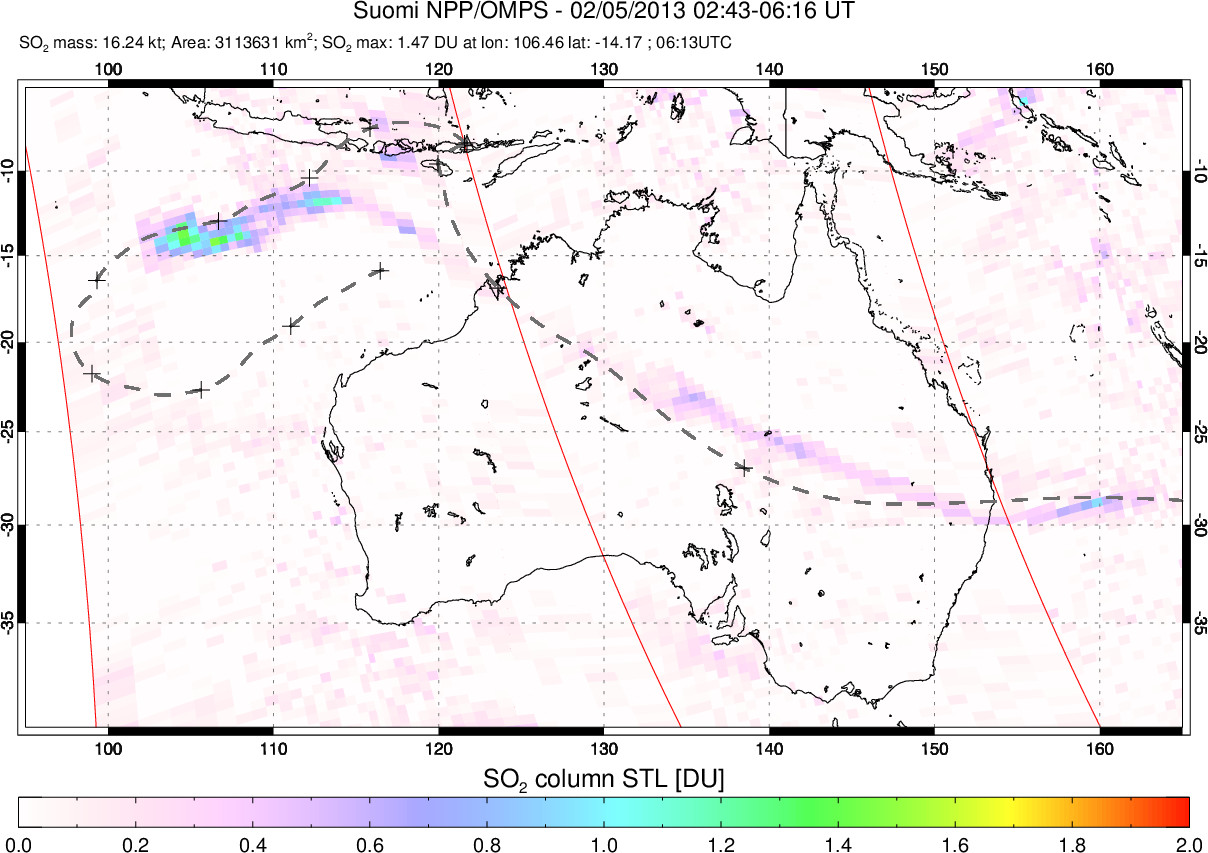 Suomi NPP/OMPS - 02/05/2013 02:43-06:16 UT
SO₂ mass: 16.24 kt; Area: 3113631 km²; SO₂ max: 1.47 DU at lon: 106.46 lat: -14.17 ; 06:13UTC
100 110 120 130 140 150 160
-10 -10
-15 -15
-20 -20
-25 -25
-30 -30
-35 -35
100 110 120 130 140 150 160
SO₂ column STL [DU]
0.0 0.2 0.4 0.6 0.8 1.0 1.2 1.4 1.6 1.8 2.0